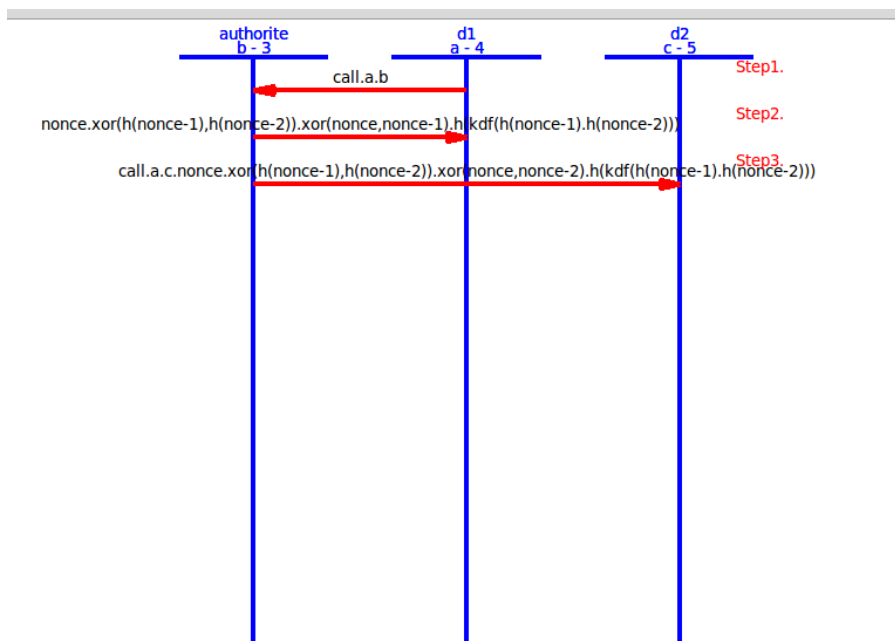 authorite d1 d2
b - 3 a - 4 c - 5
Step1.
call.a.b
Step2.
nonce.xor(h(nonce-1),h(nonce-2)).xor(nonce,nonce-1).h(kdf(h(nonce-1).h(nonce-2)))
Step3.
call.a.c.nonce.xor(h(nonce-1),h(nonce-2)).xor(nonce,nonce-2).h(kdf(h(nonce-1).h(nonce-2)))